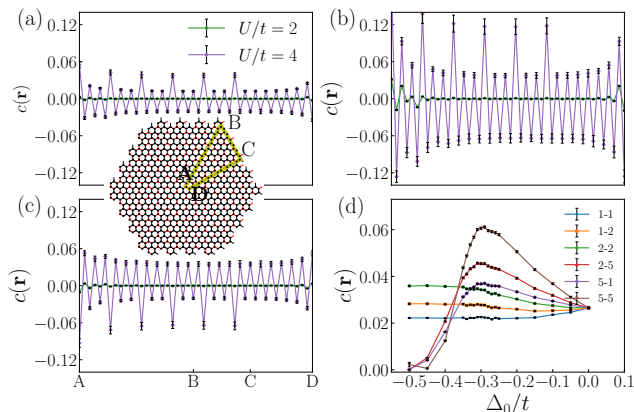 (a)
U/t = 2
U/t = 4
0.12
0.06
0.00
−0.06
−0.12
c(r)
A
B
C
D
(b)
0.12
0.06
0.00
−0.06
−0.12
c(r)
(c)
0.12
0.06
0.00
−0.06
−0.12
c(r)
A
B
C
D
(d)
1-1
1-2
2-2
2-5
5-1
5-5
0.06
0.04
0.02
0.00
c(r)
−0.5
−0.4
−0.3
−0.2
−0.1
0.0
0.1
Δ₀/t